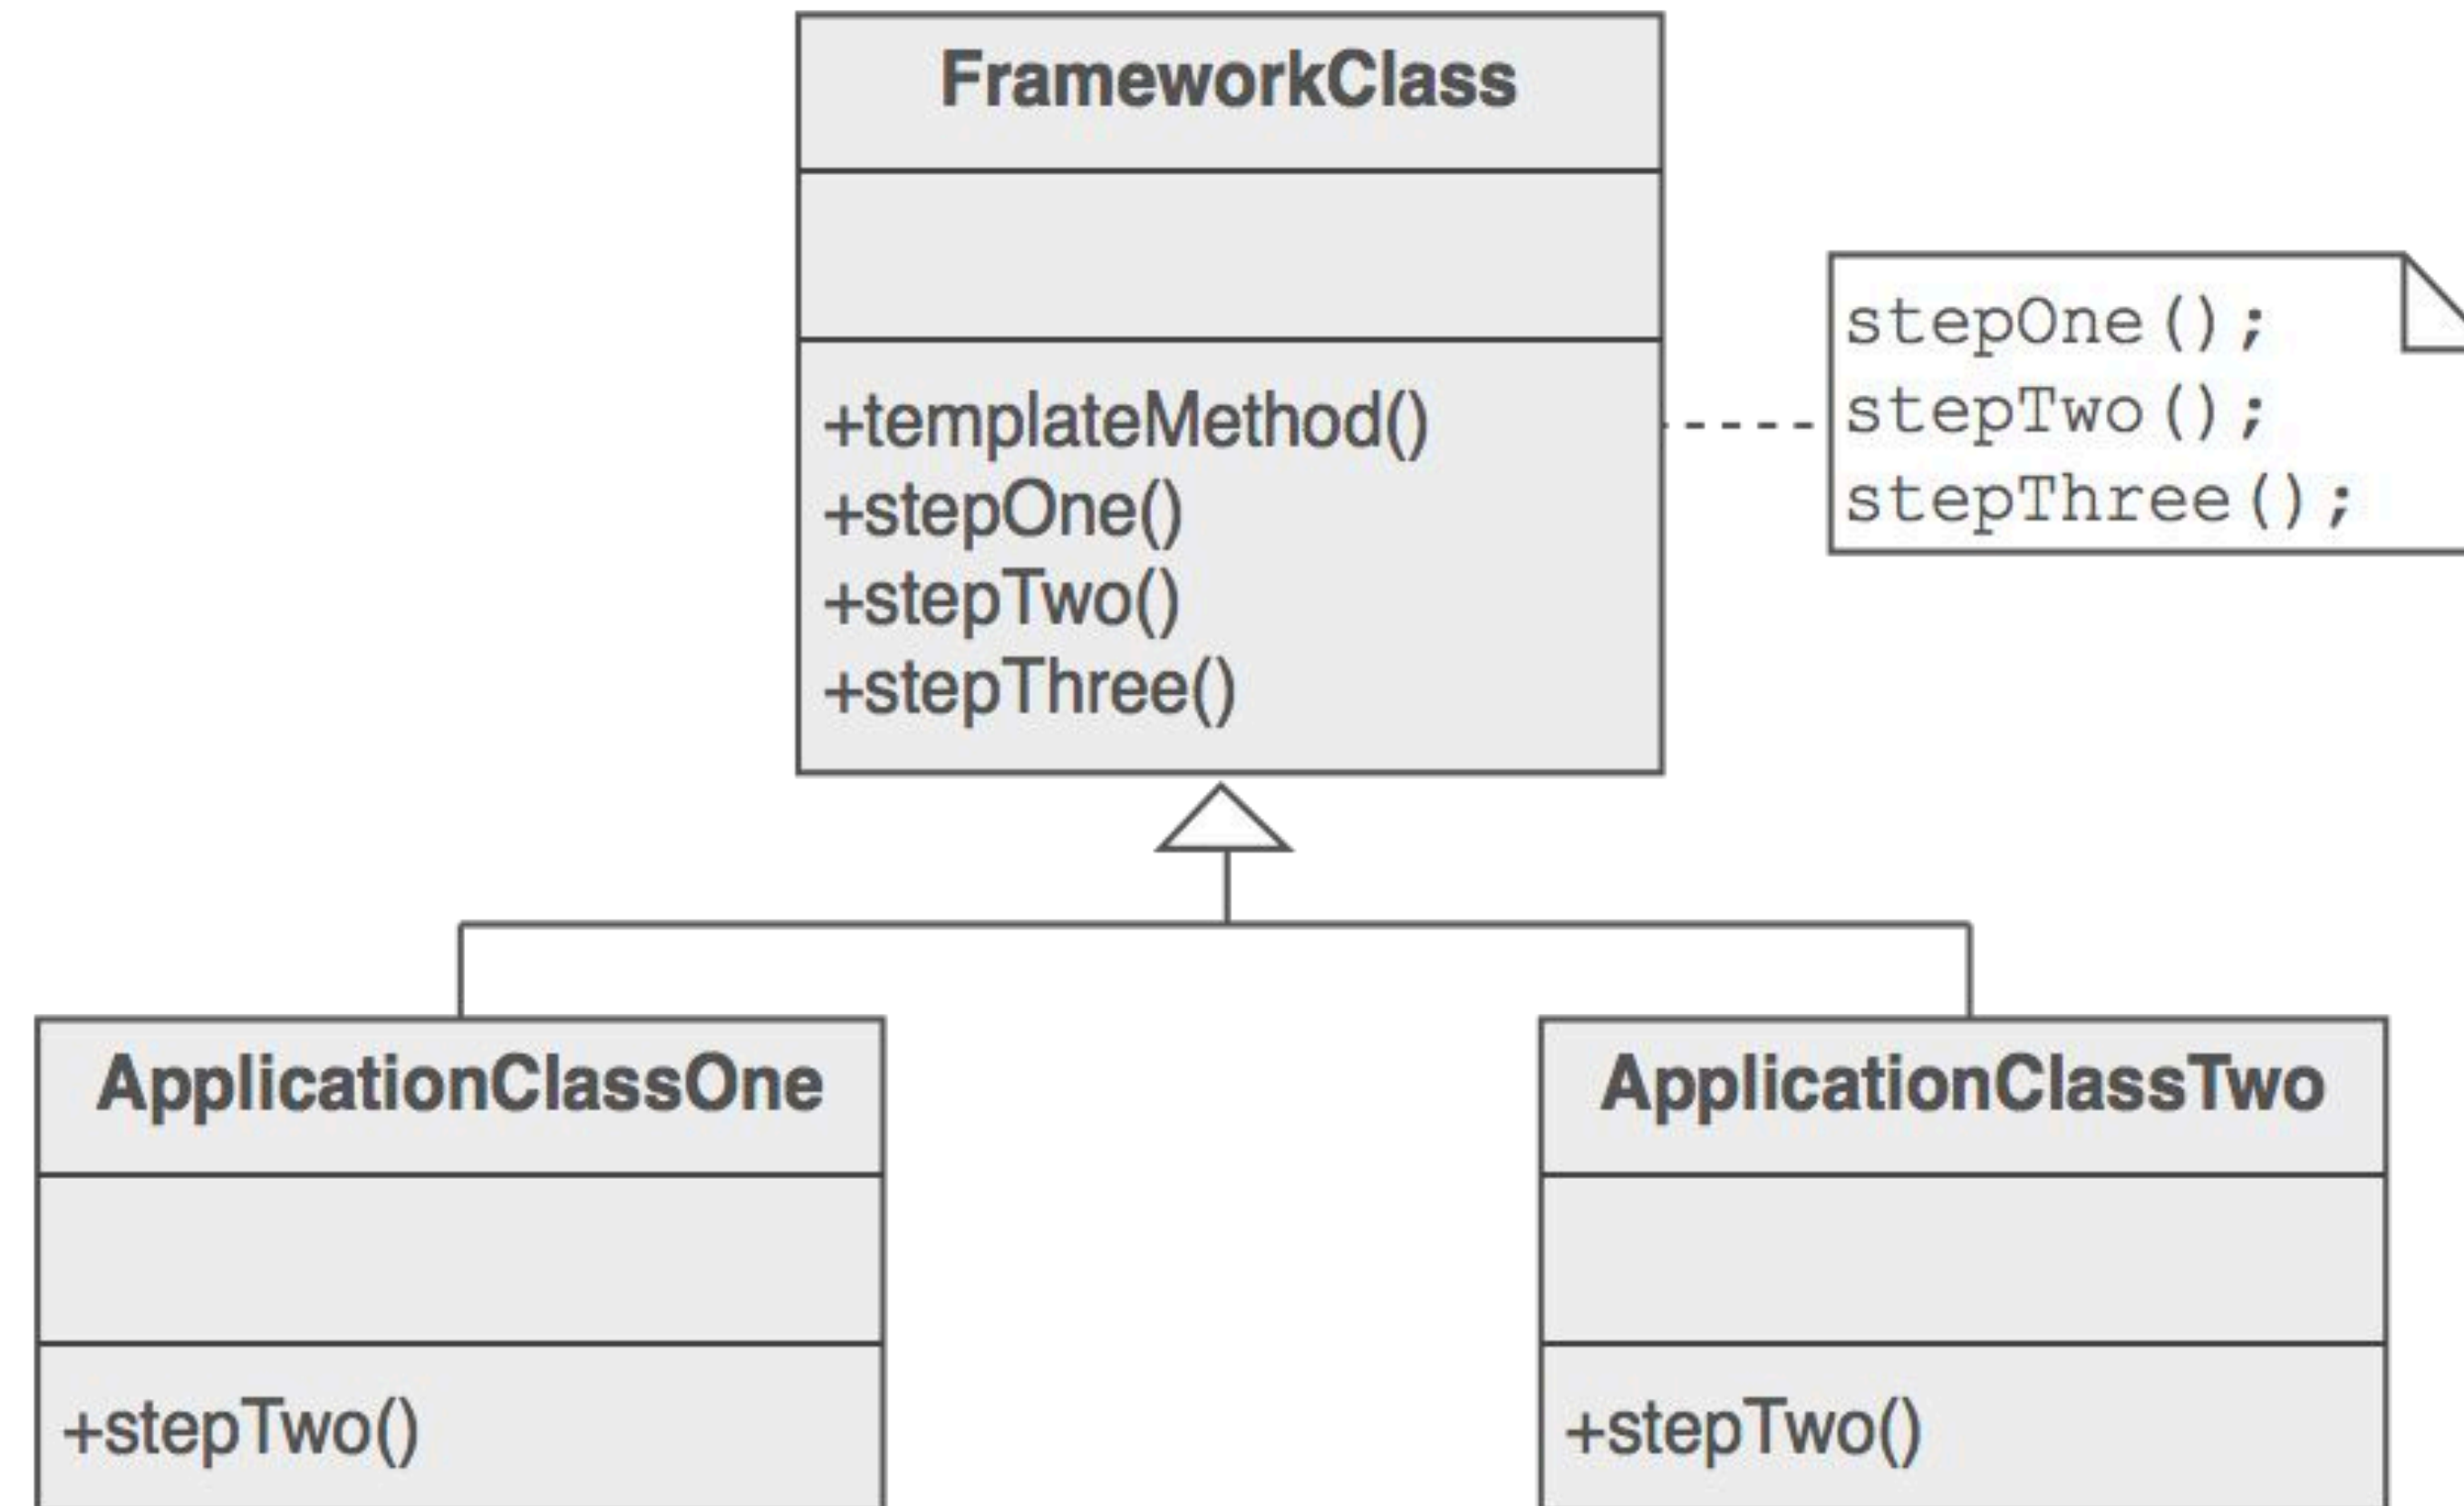 FrameworkClass
+templateMethod()
+stepOne()
+stepTwo()
+stepThree()
stepOne();
stepTwo();
stepThree();
ApplicationClassOne
+stepTwo()
ApplicationClassTwo
+stepTwo()